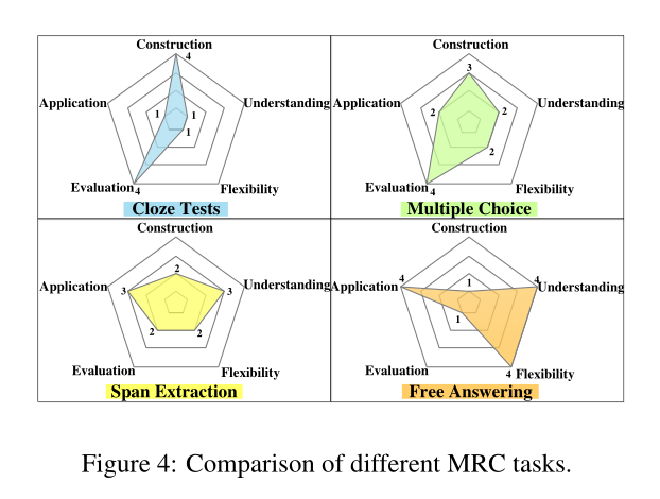 Construction
4
Application
1
1
Understanding
1
Evaluation
4
Flexibility
Cloze Tests
Construction
3
Application
2
2
Understanding
2
Evaluation
4
Flexibility
Multiple Choice
Construction
2
Application
3
3
Understanding
2
2
Evaluation
Flexibility
Span Extraction
Construction
4
1
4
Application
Understanding
1
Evaluation
4
Flexibility
Free Answering
Figure 4: Comparison of different MRC tasks.